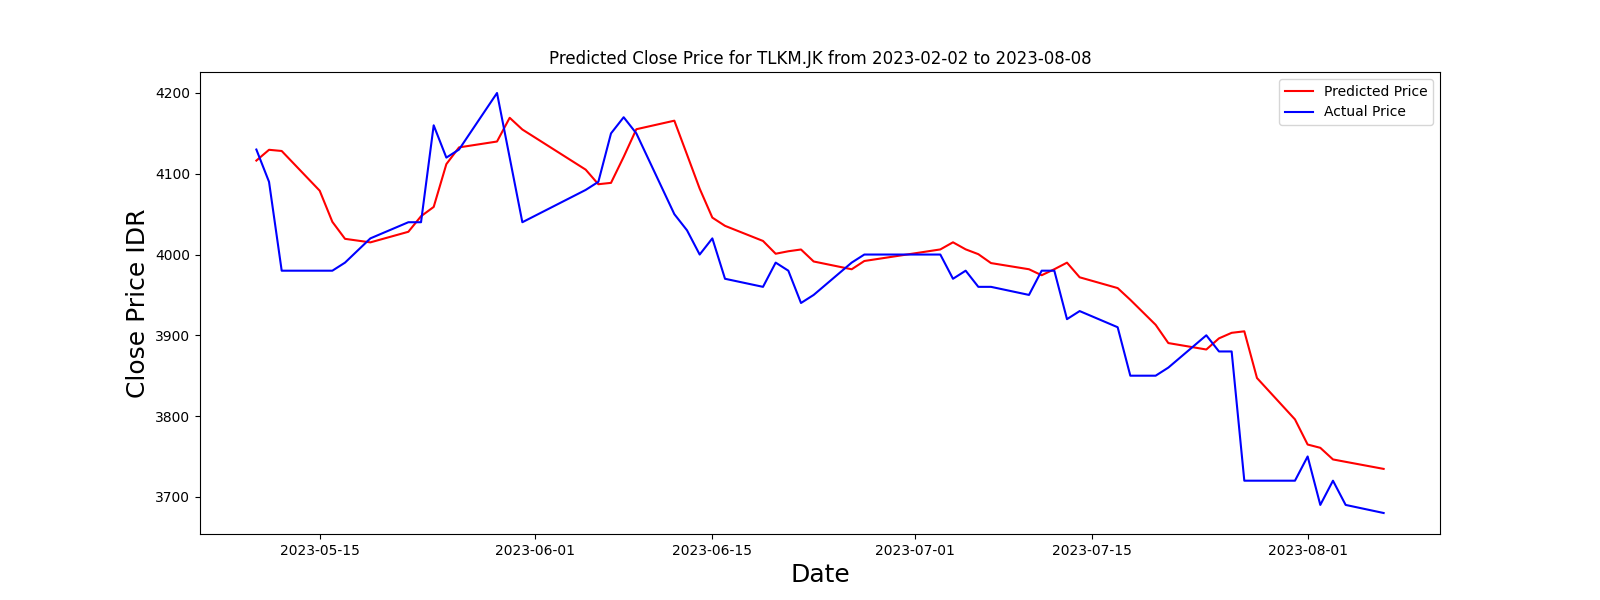 Predicted Close Price for TLKM.JK from 2023-02-02 to 2023-08-08
Predicted Price
Actual Price
Close Price IDR
4200
4100
4000
3900
3800
3700
2023-05-15
2023-06-01
2023-06-15
2023-07-01
2023-07-15
2023-08-01
Date